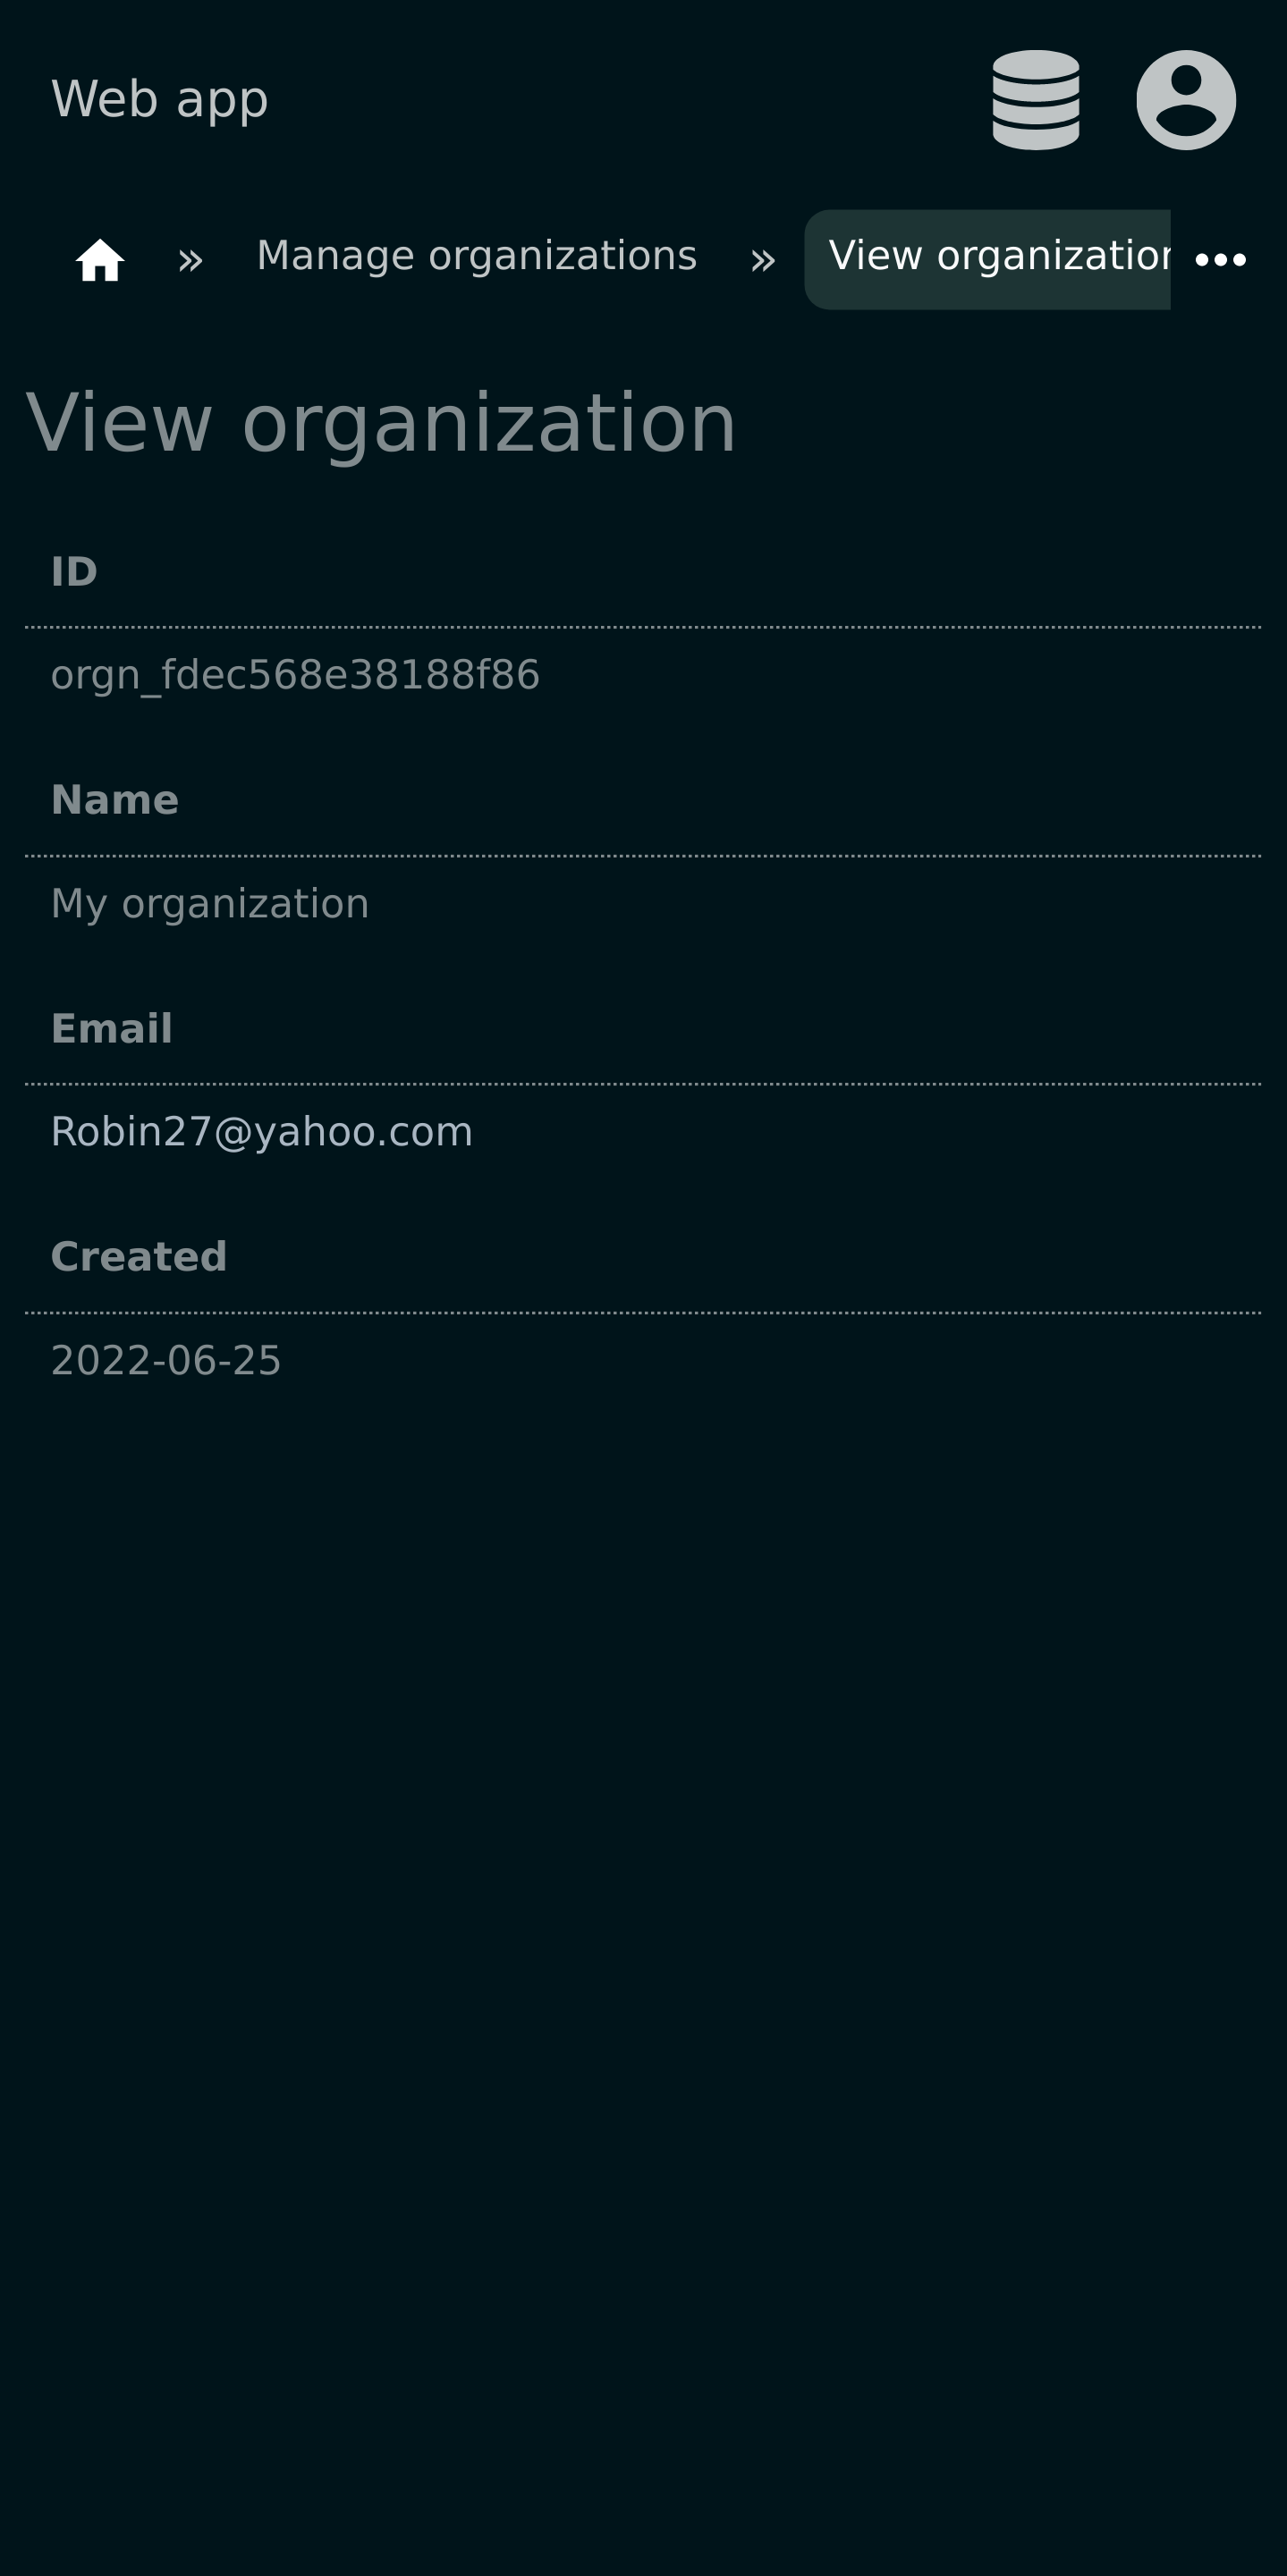 Web app
» Manage organizations » View organization
View organization
ID
orgn_fdec568e38188f86
Name
My organization
Email
Robin27@yahoo.com
Created
2022-06-25